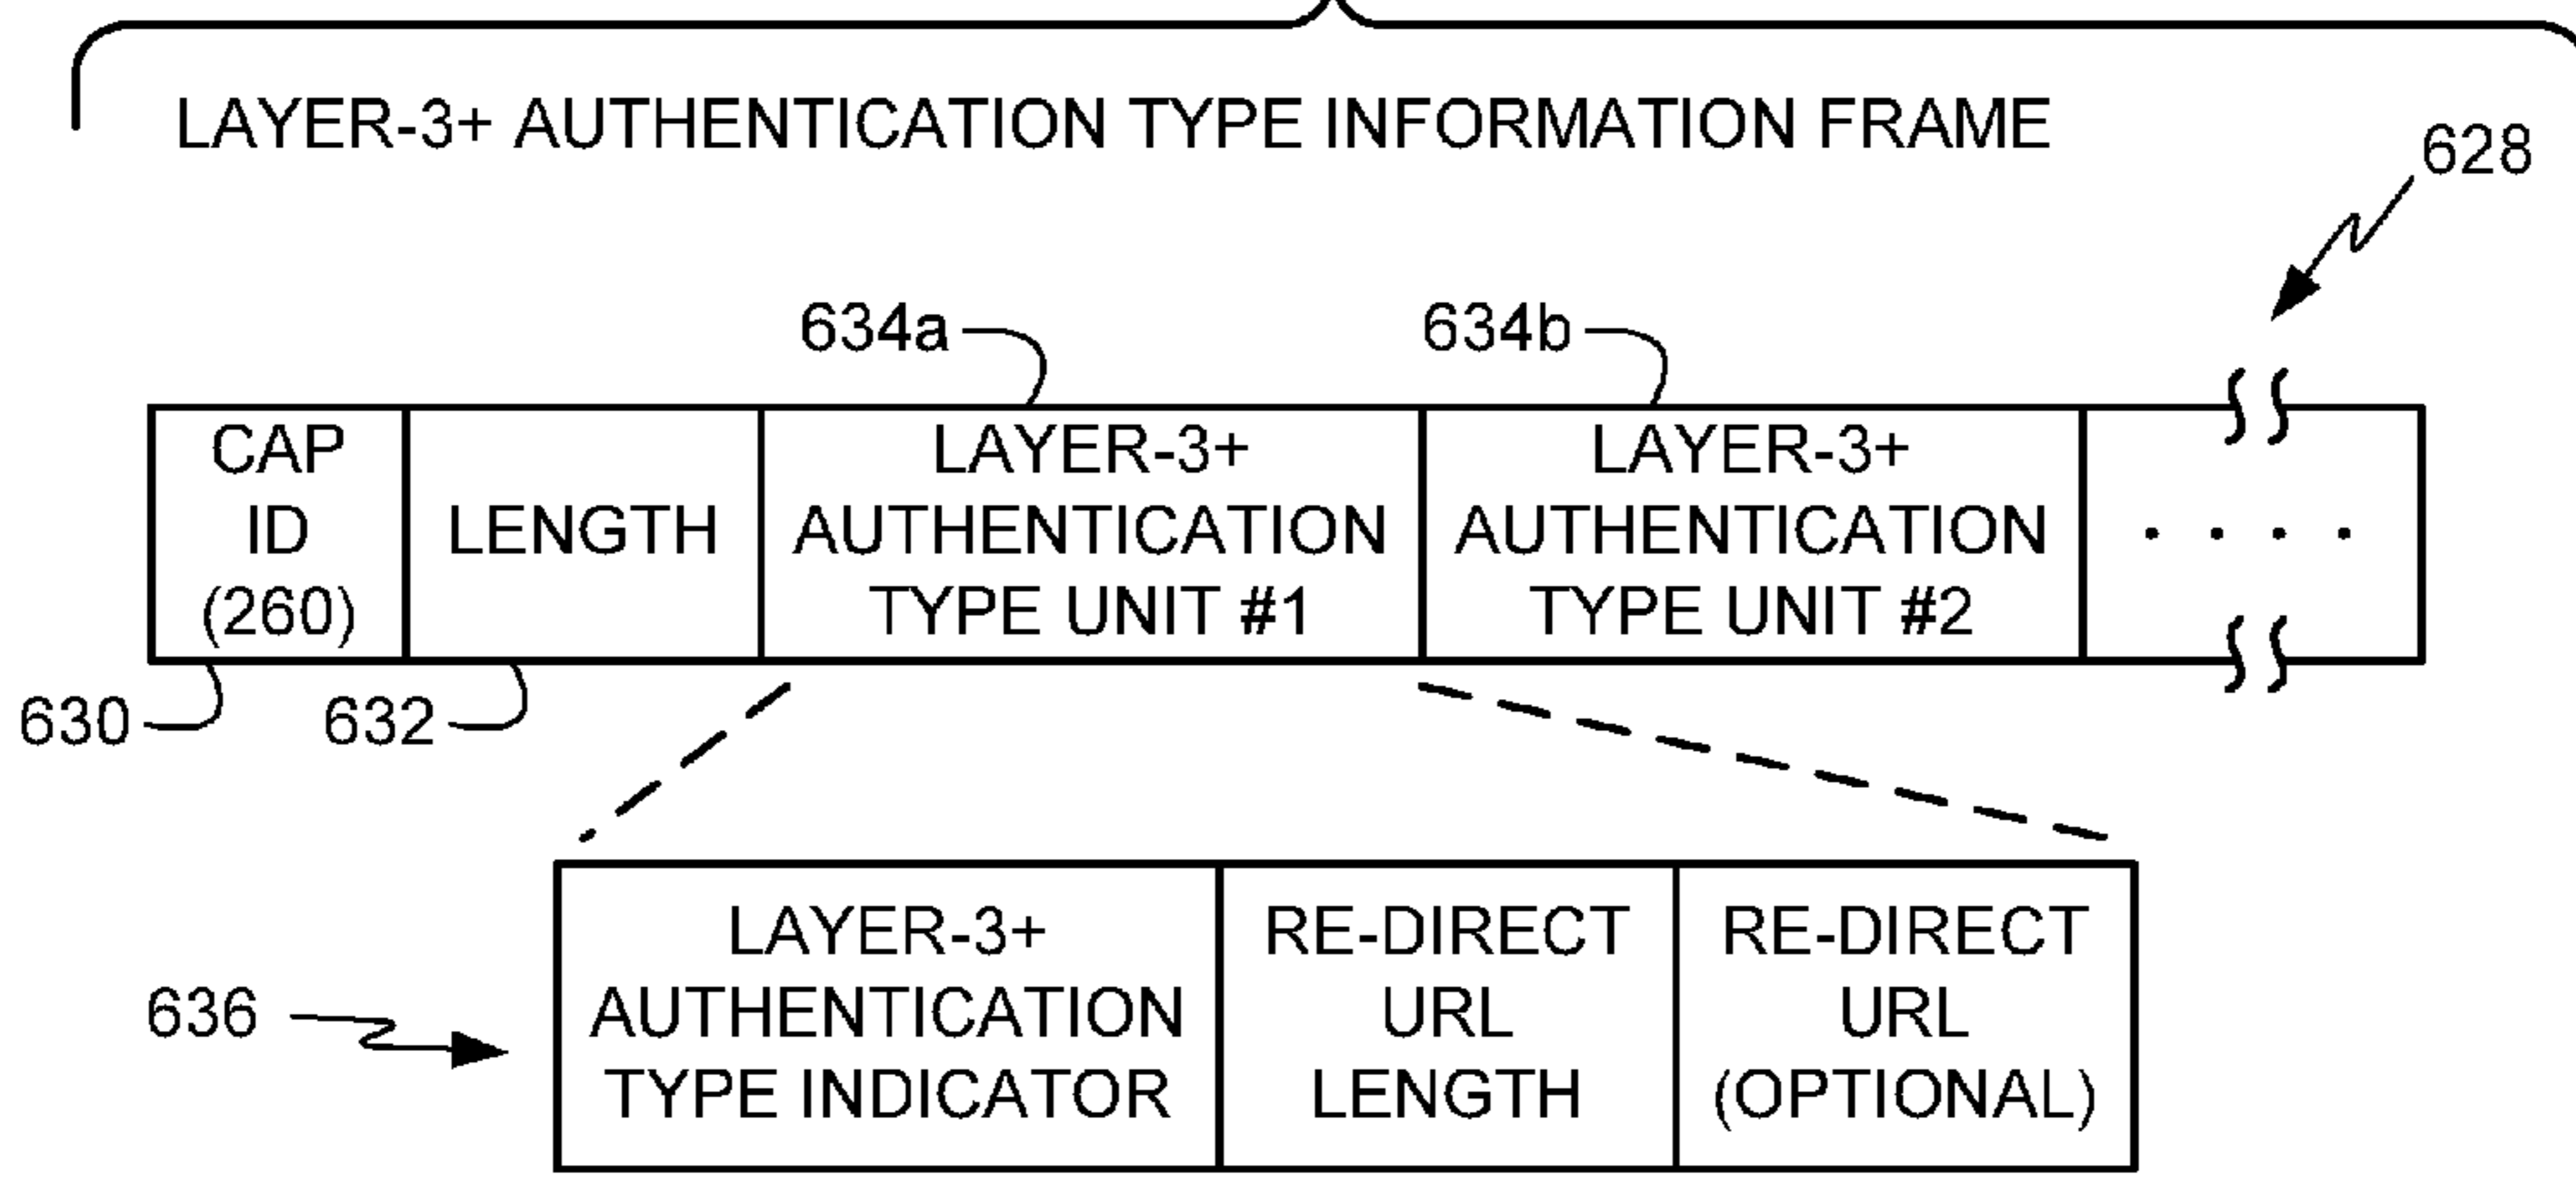 LAYER-3+ AUTHENTICATION TYPE INFORMATION FRAME
628
634a
634b
CAP
ID
(260)
LENGTH
LAYER-3+
AUTHENTICATION
TYPE UNIT #1
LAYER-3+
AUTHENTICATION
TYPE UNIT #2
. . . .
630
632
636
LAYER-3+
AUTHENTICATION
TYPE INDICATOR
RE-DIRECT
URL
LENGTH
RE-DIRECT
URL
(OPTIONAL)